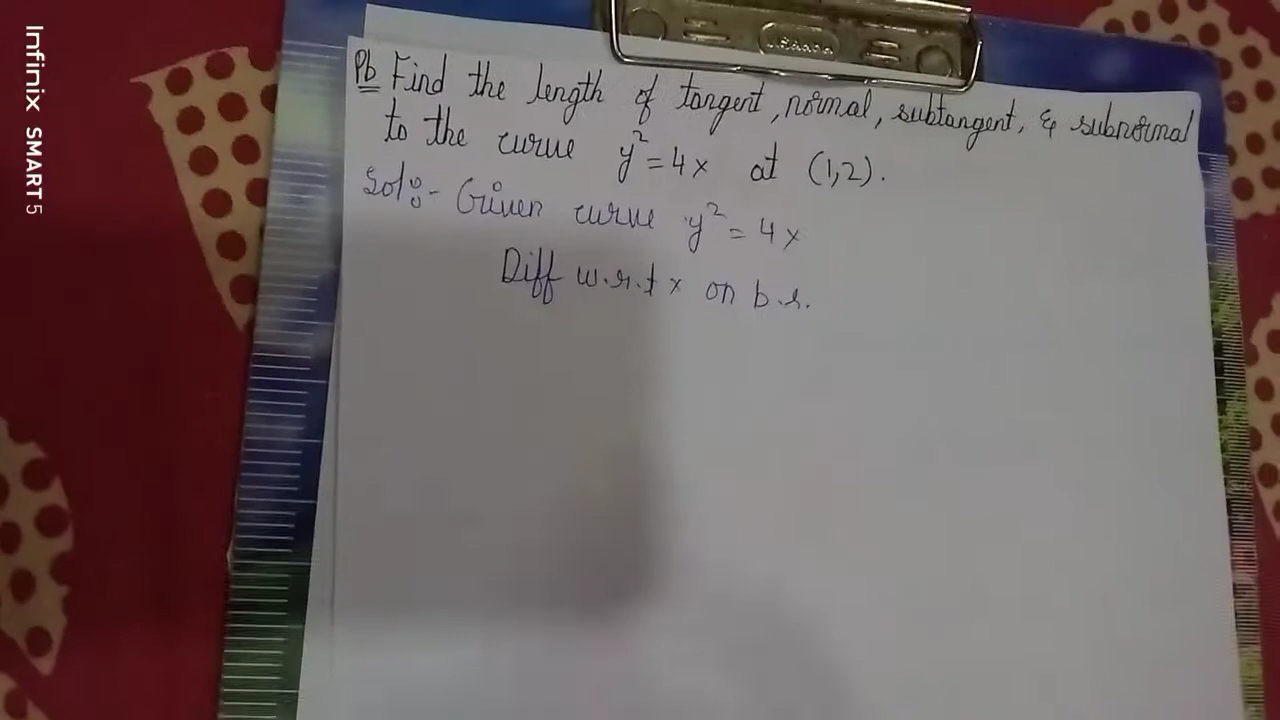 Pb Find the length of tangent, normal, subtangent, & subnormal
to the curve y² = 4x at (1,2).
Sol:- Given curve y² = 4x
Diff w.r.t x on b.s.
Infinix SMART 5